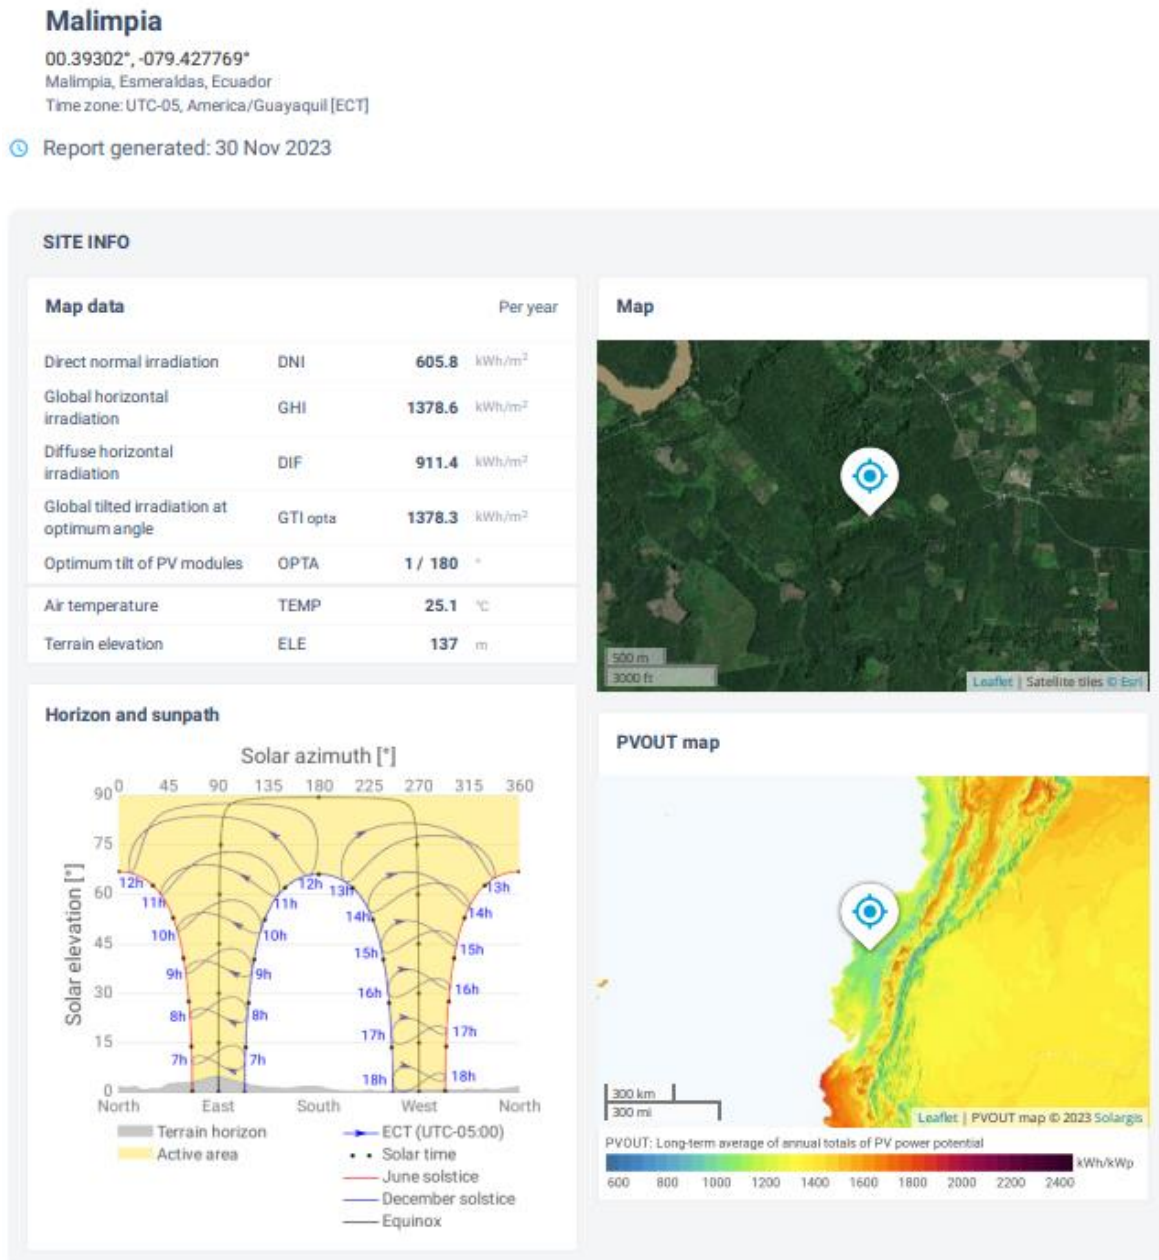 Malimpia
00.39302°, -079.427769°
Malimpia, Esmeraldas, Ecuador
Time zone: UTC-05, America/Guayaquil [ECT]
Report generated: 30 Nov 2023
SITE INFO
Map data Per year
Direct normal irradiation DNI 605.8 kWh/m²
Global horizontal irradiation GHI 1378.6 kWh/m²
Diffuse horizontal irradiation DIF 911.4 kWh/m²
Global tilted irradiation at optimum angle GTI opta 1378.3 kWh/m²
Optimum tilt of PV modules OPTA 1 / 180 °
Air temperature TEMP 25.1 °C
Terrain elevation ELE 137 m
Map
500 m
3000 ft
Leaflet | Satellite tiles © Esri
Horizon and sunpath
Solar azimuth [°]
0 45 90 135 180 225 270 315 360
Solar elevation [°]
90
75
60
45
30
15
0
12h 12h 13h 13h
11h 11h 14h 14h
10h 10h 15h 15h
9h 9h 16h 16h
8h 8h 17h 17h
7h 7h 18h 18h
North East South West North
Terrain horizon
Active area
ECT (UTC-05:00)
Solar time
June solstice
December solstice
Equinox
PVOUT map
300 km
300 mi
Leaflet | PVOUT map © 2023 Solargis
PVOUT: Long-term average of annual totals of PV power potential
kWh/kWp
600 800 1000 1200 1400 1600 1800 2000 2200 2400